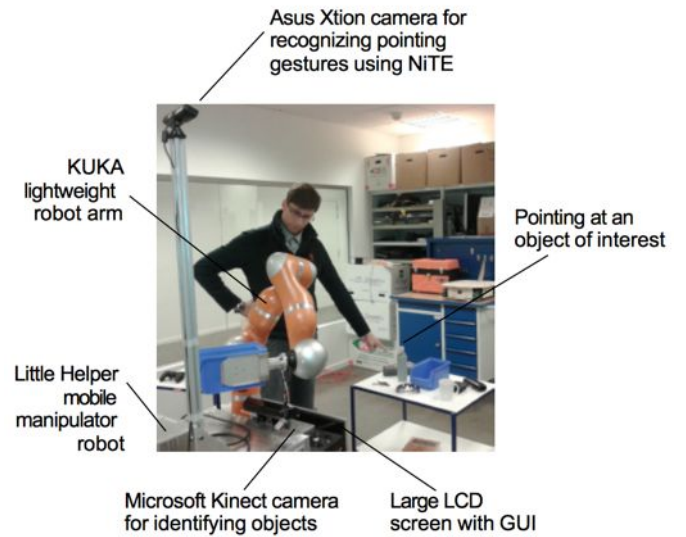 Asus Xtion camera for
recognizing pointing
gestures using NiTE
KUKA
lightweight
robot arm
Pointing at an
object of interest
Little Helper
mobile
manipulator
robot
Microsoft Kinect camera
for identifying objects
Large LCD
screen with GUI